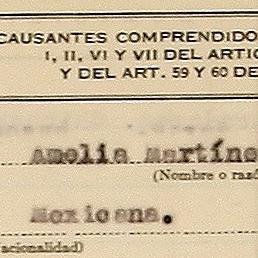 CAUSANTES COMPRENDIDO
I, II, VI Y VII DEL ARTIC
Y DEL ART. 59 Y 60 DE
Amelia Martíne
(Nombre o razó
Mexicana.
acionalidad)